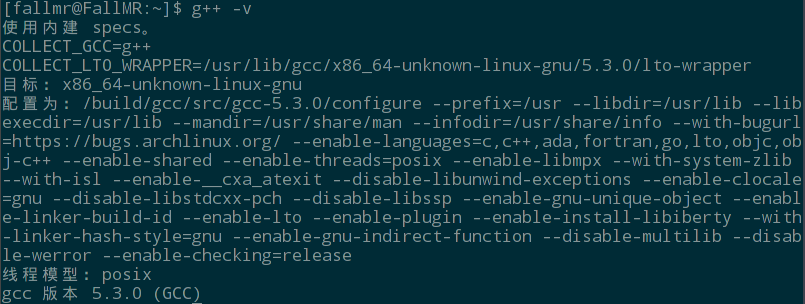 [fallmr@FallMR:~]$ g++ -v
使用内建 specs。
COLLECT_GCC=g++
COLLECT_LTO_WRAPPER=/usr/lib/gcc/x86_64-unknown-linux-gnu/5.3.0/lto-wrapper
目标: x86_64-unknown-linux-gnu
配置为: /build/gcc/src/gcc-5.3.0/configure --prefix=/usr --libdir=/usr/lib --lib
execdir=/usr/lib --mandir=/usr/share/man --infodir=/usr/share/info --with-bugurl
=https://bugs.archlinux.org/ --enable-languages=c,c++,ada,fortran,go,lto,objc,ob
j-c++ --enable-shared --enable-threads=posix --enable-libmpx --with-system-zlib
--with-isl --enable-__cxa_atexit --disable-libunwind-exceptions --enable-clocale
=gnu --disable-libstdcxx-pch --disable-libssp --enable-gnu-unique-object --enabl
e-linker-build-id --enable-lto --enable-plugin --enable-install-libiberty --with
-linker-hash-style=gnu --enable-gnu-indirect-function --disable-multilib --disab
le-werror --enable-checking=release
线程模型: posix
gcc 版本 5.3.0 (GCC)